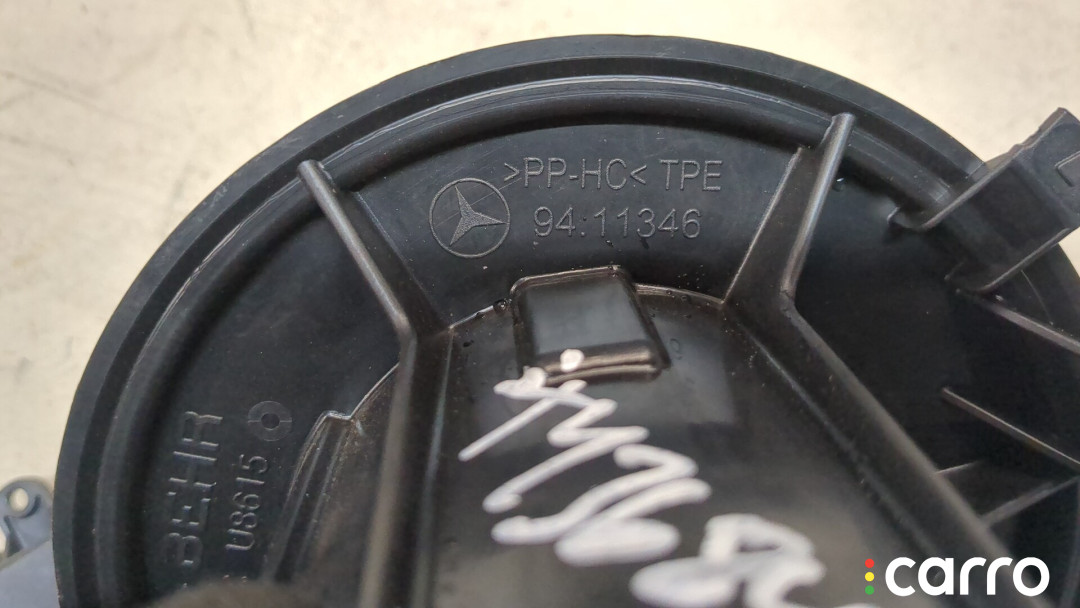 >PP-HC< TPE
94:11346
BEHR
U8615
carro